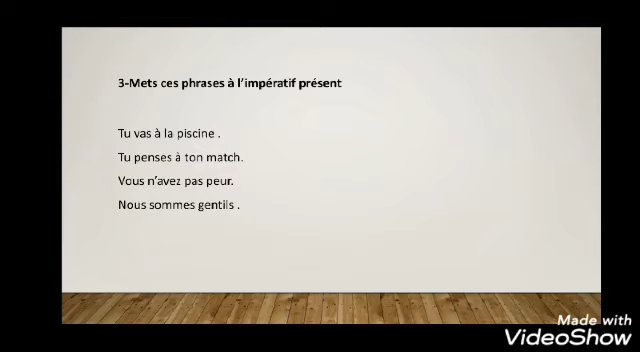 3-Mets ces phrases à l'impératif présent
Tu vas à la piscine .
Tu penses à ton match.
Vous n'avez pas peur.
Nous sommes gentils .
Made with
VideoShow